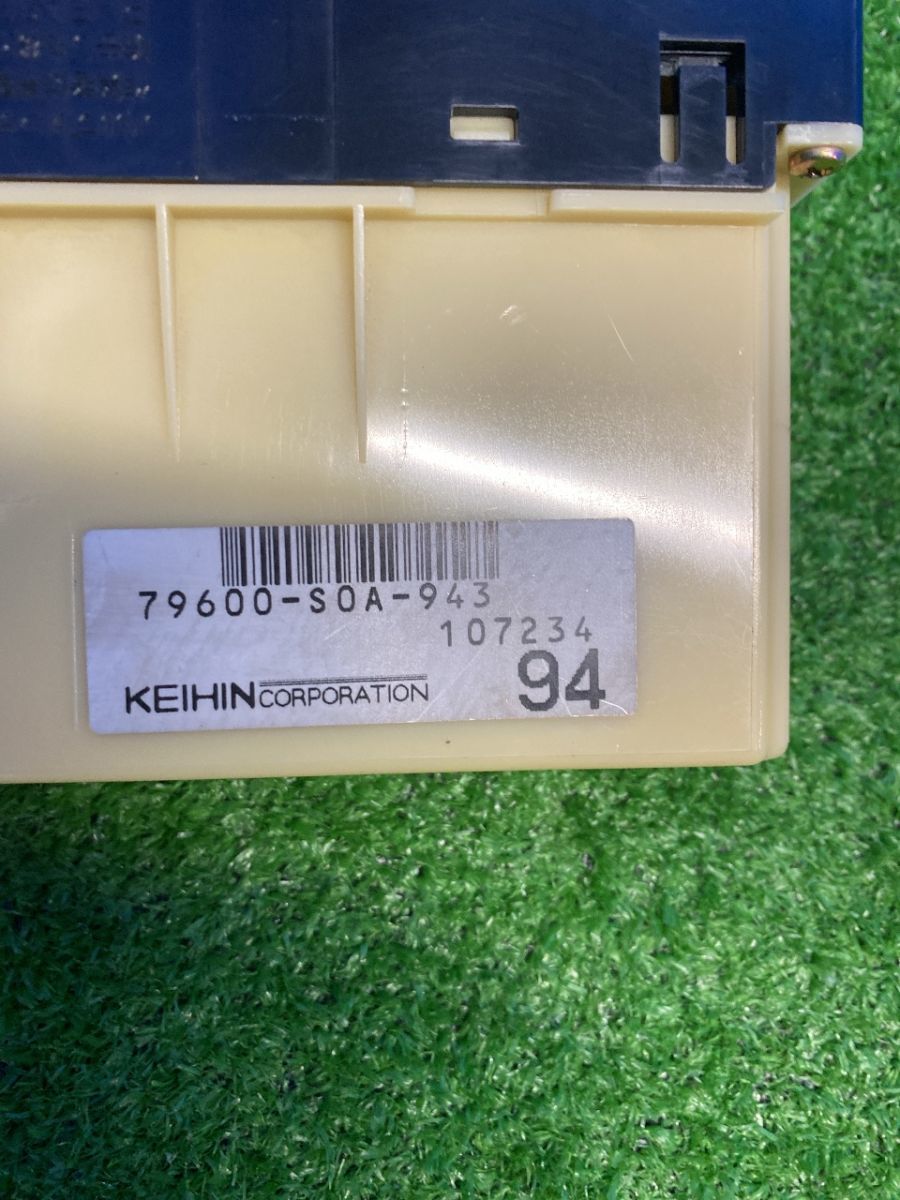 79600-S0A-943
107234
94
KEIHIN CORPORATION